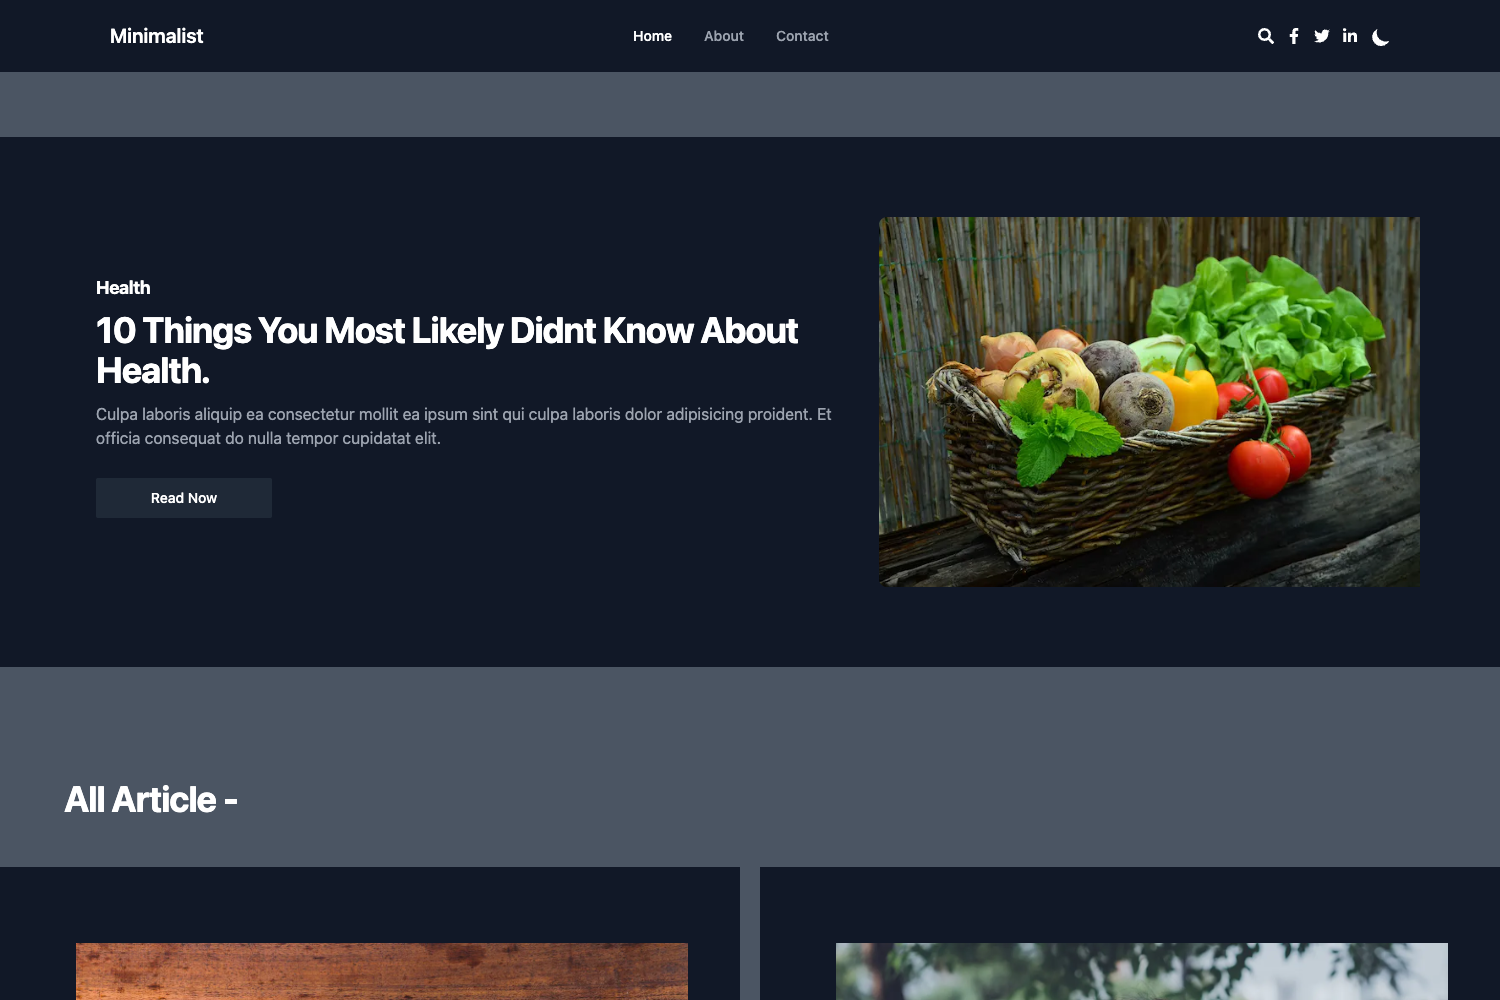 Minimalist
Home
About
Contact
Health
10 Things You Most Likely Didnt Know About
Health.
Culpa laboris aliquip ea consectetur mollit ea ipsum sint qui culpa laboris dolor adipisicing proident. Et
officia consequat do nulla tempor cupidatat elit.
Read Now
All Article -